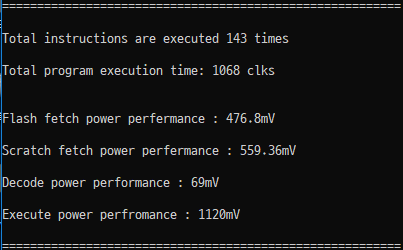 Total instructions are executed 143 times
Total program execution time: 1068 clks
Flash fetch power perfermance : 476.8mV
Scratch fetch power perfermance : 559.36mV
Decode power performance : 69mV
Execute power perfromance : 1120mV